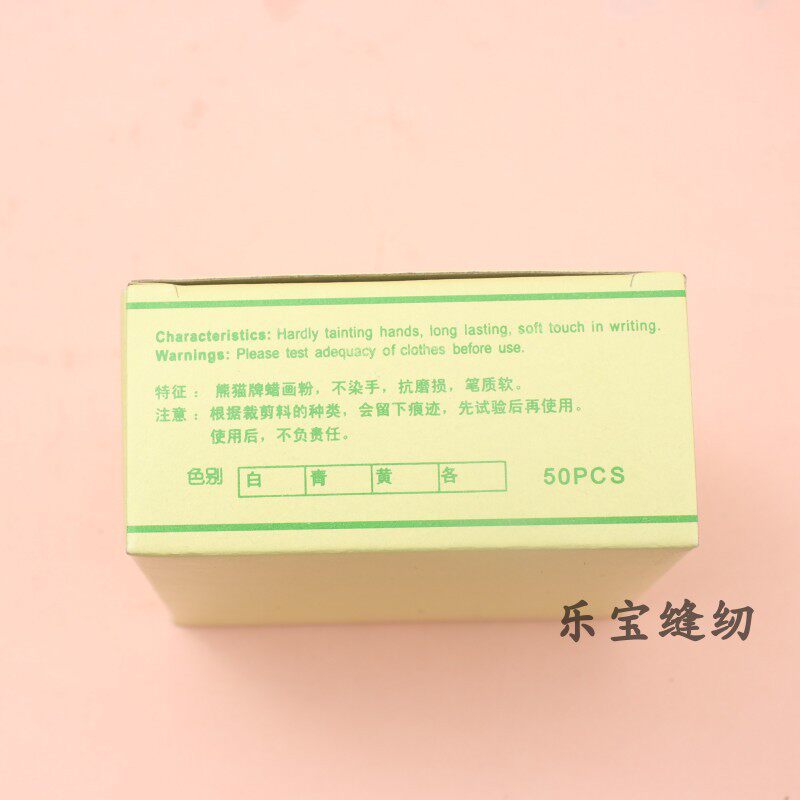 Characteristics: Hardly tainting hands, long lasting, soft touch in writing.
Warnings: Please test adequacy of clothes before use.
特征： 熊猫牌蜡画粉，不染手，抗磨损，笔质软。
注意：根据裁剪料的种类，会留下痕迹，先试验后再使用。
使用后，不负责任。
色别 白 青 黄 各 50PCS
乐宝缝纫